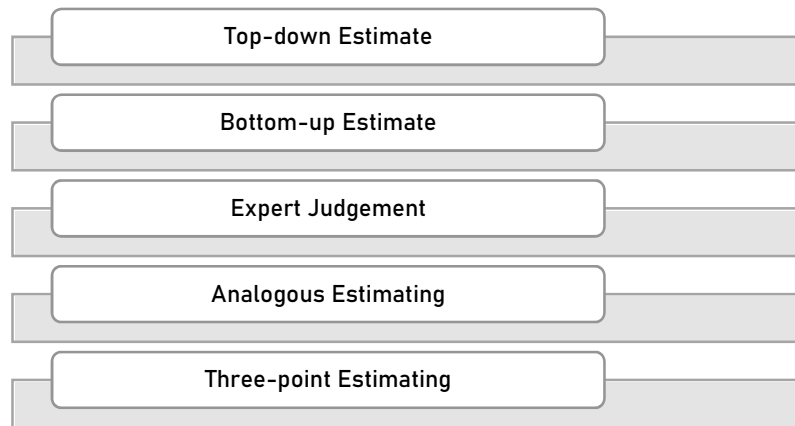 Top-down Estimate
Bottom-up Estimate
Expert Judgement
Analogous Estimating
Three-point Estimating